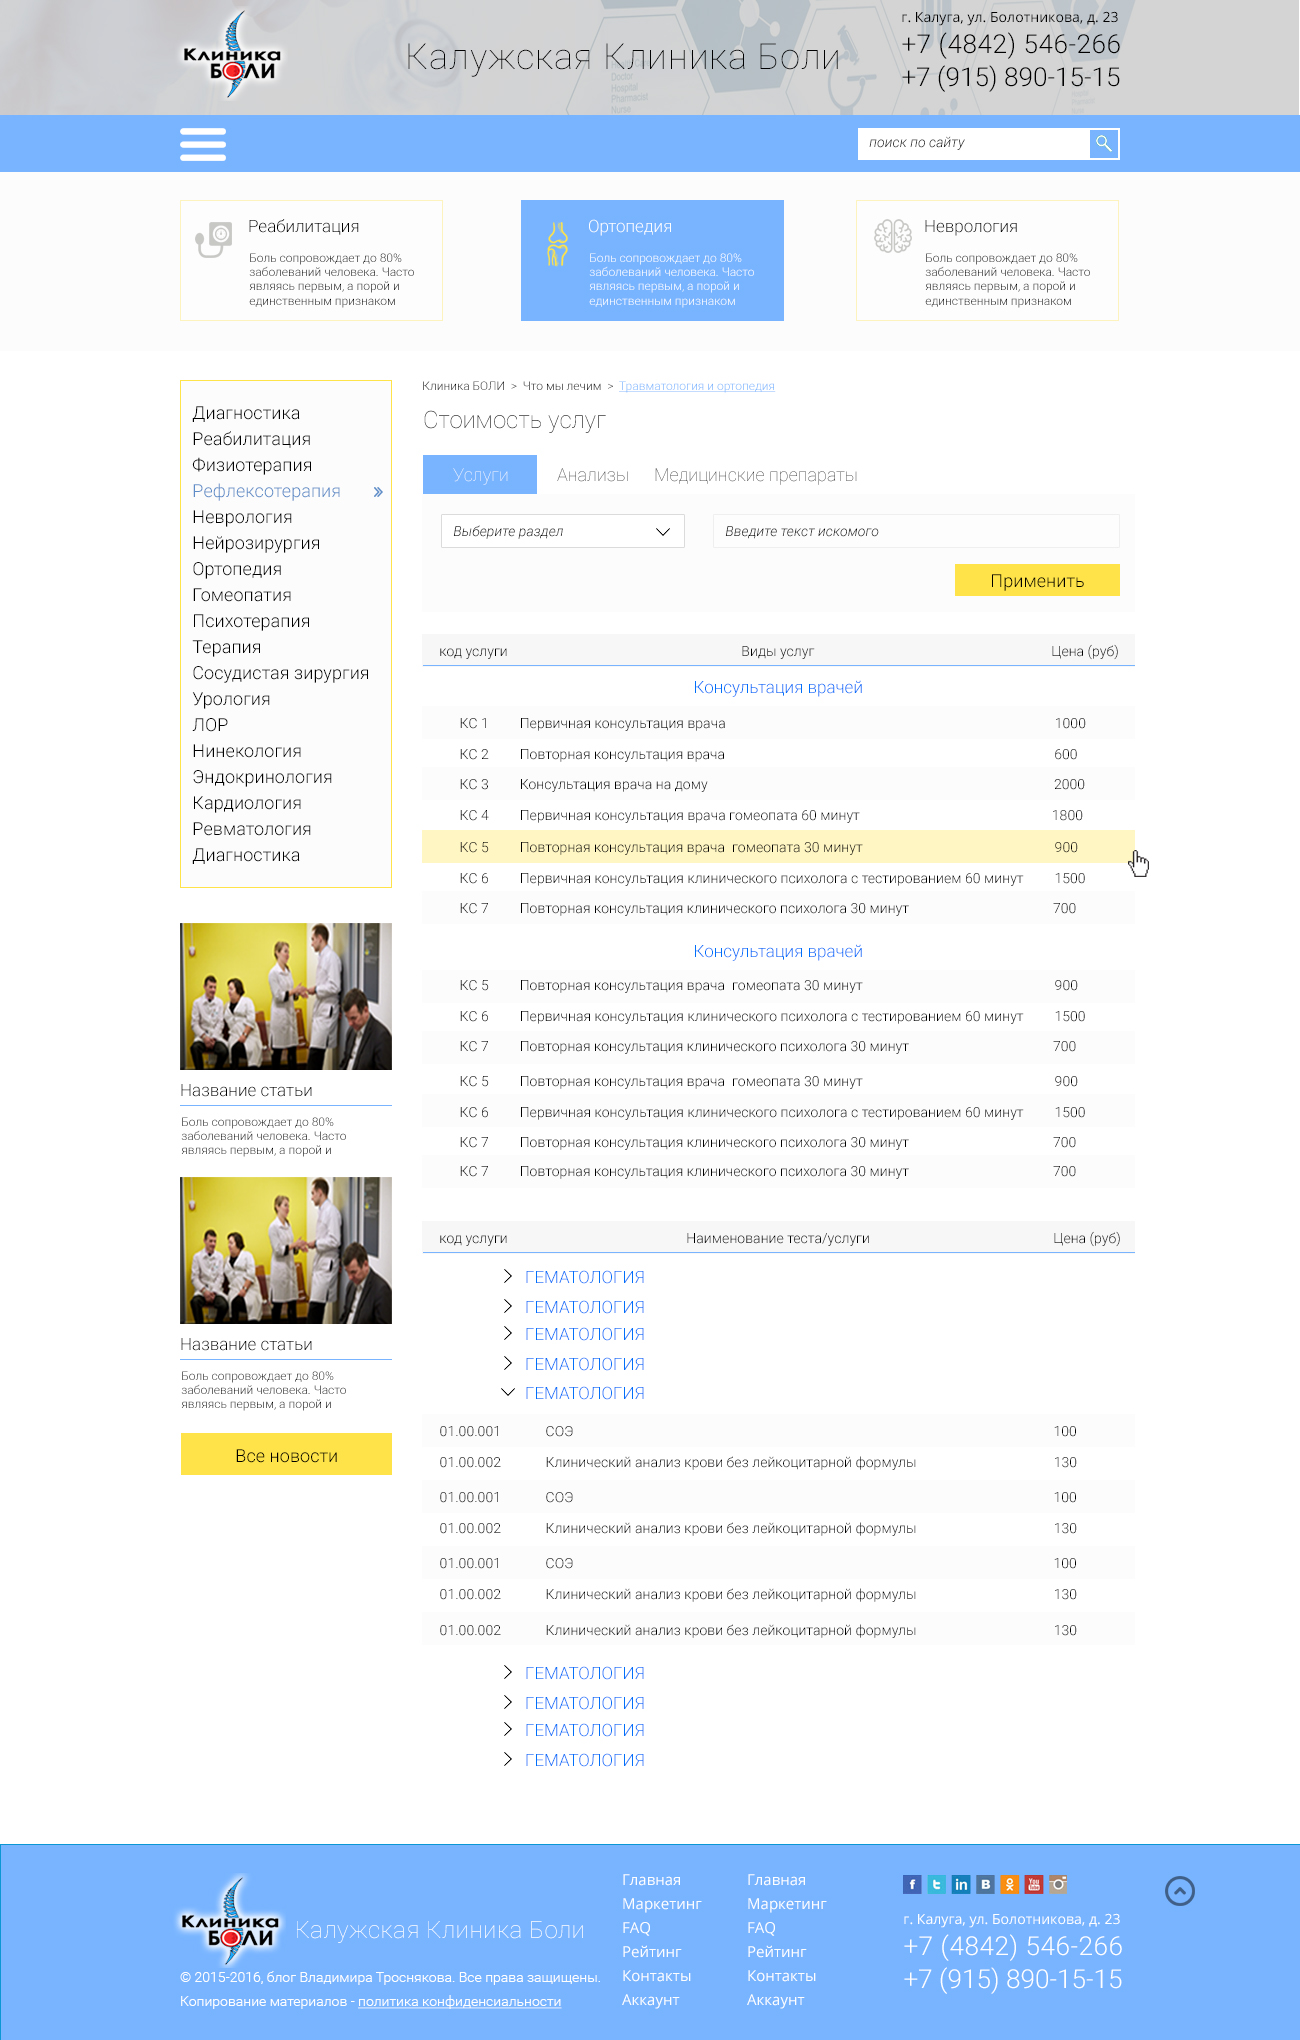 Клиника
БОЛИ
Калужская Клиника Боли
г. Калуга, ул. Болотникова, д. 23
+7 (4842) 546-266
+7 (915) 890-15-15
Doctor
Hospital
Pharmacist
Nurse
поиск по сайту
Реабилитация
Боль сопровождает до 80%
заболеваний человека. Часто
являясь первым, а порой и
единственным признаком
Ортопедия
Боль сопровождает до 80%
заболеваний человека. Часто
являясь первым, а порой и
единственным признаком
Неврология
Боль сопровождает до 80%
заболеваний человека. Часто
являясь первым, а порой и
единственным признаком
Диагностика
Реабилитация
Физиотерапия
Рефлексотерапия »
Неврология
Нейрозирургия
Ортопедия
Гомеопатия
Психотерапия
Терапия
Сосудистая зирургия
Урология
ЛОР
Нинекология
Эндокринология
Кардиология
Ревматология
Диагностика
Название статьи
Боль сопровождает до 80%
заболеваний человека. Часто
являясь первым, а порой и
Название статьи
Боль сопровождает до 80%
заболеваний человека. Часто
являясь первым, а порой и
Все новости
Клиника БОЛИ > Что мы лечим > Травматология и ортопедия
Стоимость услуг
Услуги Анализы Медицинские препараты
Выберите раздел Введите текст искомого
Применить
код услуги Виды услуг Цена (руб)
Консультация врачей
КС 1 Первичная консультация врача 1000
КС 2 Повторная консультация врача 600
КС 3 Консультация врача на дому 2000
КС 4 Первичная консультация врача гомеопата 60 минут 1800
КС 5 Повторная консультация врача гомеопата 30 минут 900
КС 6 Первичная консультация клинического психолога с тестированием 60 минут 1500
КС 7 Повторная консультация клинического психолога 30 минут 700
Консультация врачей
КС 5 Повторная консультация врача гомеопата 30 минут 900
КС 6 Первичная консультация клинического психолога с тестированием 60 минут 1500
КС 7 Повторная консультация клинического психолога 30 минут 700
КС 5 Повторная консультация врача гомеопата 30 минут 900
КС 6 Первичная консультация клинического психолога с тестированием 60 минут 1500
КС 7 Повторная консультация клинического психолога 30 минут 700
КС 7 Повторная консультация клинического психолога 30 минут 700
код услуги Наименование теста/услуги Цена (руб)
ГЕМАТОЛОГИЯ
ГЕМАТОЛОГИЯ
ГЕМАТОЛОГИЯ
ГЕМАТОЛОГИЯ
ГЕМАТОЛОГИЯ
01.00.001 СОЭ 100
01.00.002 Клинический анализ крови без лейкоцитарной формулы 130
01.00.001 СОЭ 100
01.00.002 Клинический анализ крови без лейкоцитарной формулы 130
01.00.001 СОЭ 100
01.00.002 Клинический анализ крови без лейкоцитарной формулы 130
01.00.002 Клинический анализ крови без лейкоцитарной формулы 130
ГЕМАТОЛОГИЯ
ГЕМАТОЛОГИЯ
ГЕМАТОЛОГИЯ
ГЕМАТОЛОГИЯ
Клиника
БОЛИ
Калужская Клиника Боли
© 2015-2016, блог Владимира Троснякова. Все права защищены.
Копирование материалов - политика конфиденсиальности
Главная
Маркетинг
FAQ
Рейтинг
Контакты
Аккаунт
Главная
Маркетинг
FAQ
Рейтинг
Контакты
Аккаунт
г. Калуга, ул. Болотникова, д. 23
+7 (4842) 546-266
+7 (915) 890-15-15